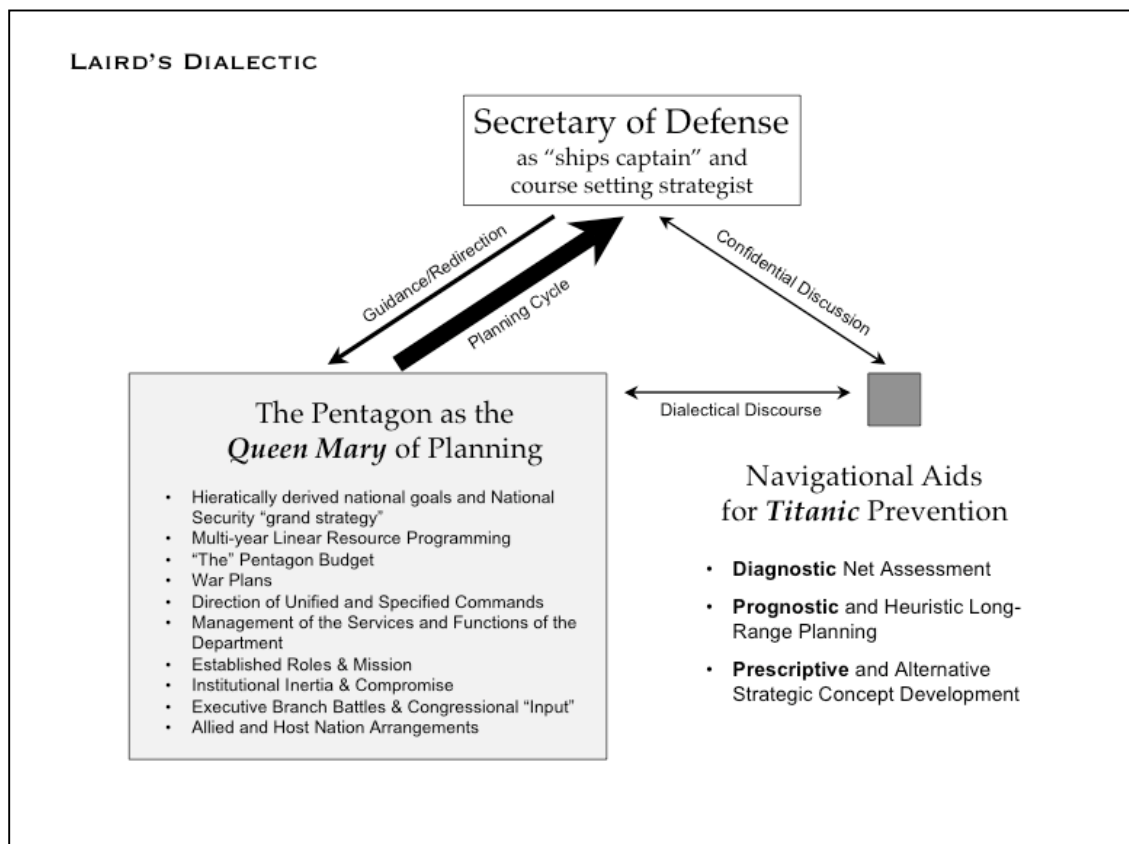 LAIRD'S DIALECTIC
Secretary of Defense
as “ships captain” and
course setting strategist
Guidance/Redirection
Planning Cycle
Confidential Discussion
Dialectical Discourse
The Pentagon as the
Queen Mary of Planning
• Hieratically derived national goals and National
Security “grand strategy”
• Multi-year Linear Resource Programming
• “The” Pentagon Budget
• War Plans
• Direction of Unified and Specified Commands
• Management of the Services and Functions of the
Department
• Established Roles & Mission
• Institutional Inertia & Compromise
• Executive Branch Battles & Congressional “Input”
• Allied and Host Nation Arrangements
Navigational Aids
for Titanic Prevention
• Diagnostic Net Assessment
• Prognostic and Heuristic Long-
Range Planning
• Prescriptive and Alternative
Strategic Concept Development